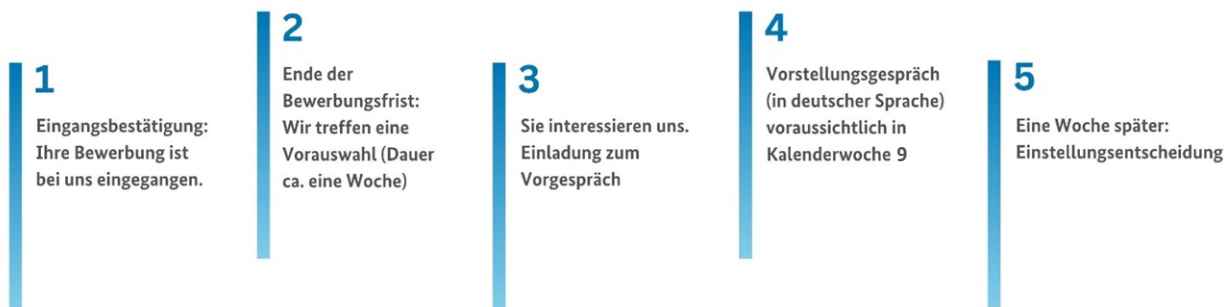 1
Eingangsbestätigung:
Ihre Bewerbung ist
bei uns eingegangen.
2
Ende der
Bewerbungsfrist:
Wir treffen eine
Vorauswahl (Dauer
ca. eine Woche)
3
Sie interessieren uns.
Einladung zum
Vorgespräch
4
Vorstellungsgespräch
(in deutscher Sprache)
voraussichtlich in
Kalenderwoche 9
5
Eine Woche später:
Einstellungsentscheidung